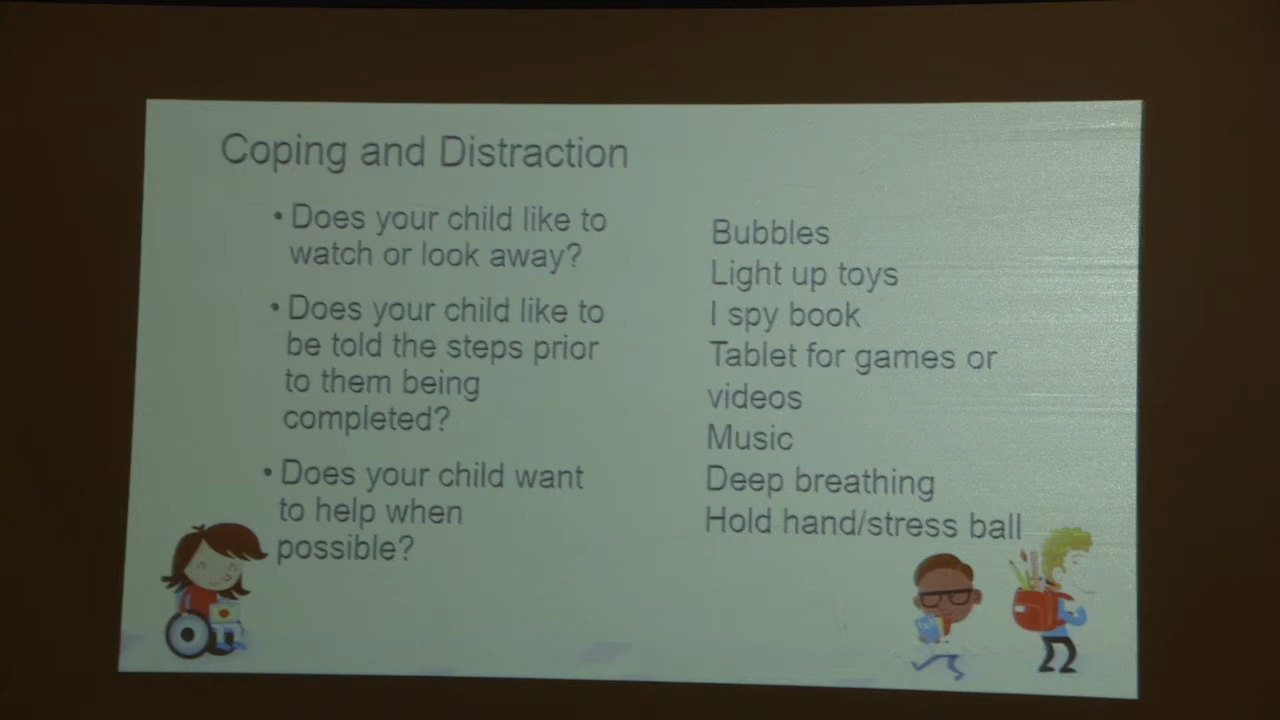 Coping and Distraction
• Does your child like to
watch or look away?
• Does your child like to
be told the steps prior
to them being
completed?
• Does your child want
to help when
possible?
Bubbles
Light up toys
I spy book
Tablet for games or
videos
Music
Deep breathing
Hold hand/stress ball